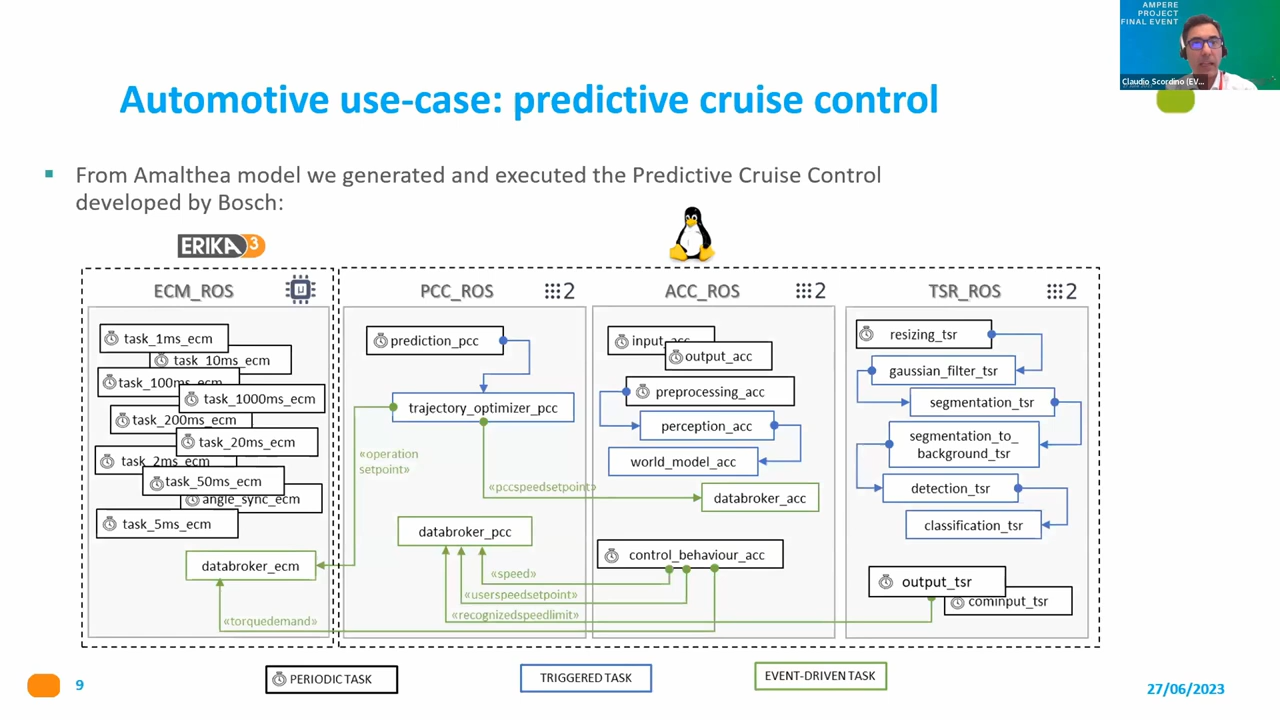 AMPERE
PROJECT
FINAL EVENT
Claudio Scordino (EV...
Automotive use-case: predictive cruise control
From Amalthea model we generated and executed the Predictive Cruise Control
developed by Bosch:
ERIKA3
ECM_ROS
task_1ms_ecm
task_10ms_ecm
task_100ms_ecm
task_1000ms_ecm
task_200ms_ecm
task_20ms_ecm
task_2ms_ecm
task_50ms_ecm
angle_sync_ecm
task_5ms_ecm
databroker_ecm
«torquedemand»
PCC_ROS
2
prediction_pcc
trajectory_optimizer_pcc
«operation
setpoint»
«pccspeedsetpoint»
databroker_pcc
«speed»
«userspeedsetpoint»
«recognizedspeedlimit»
ACC_ROS
2
input_acc
output_acc
preprocessing_acc
perception_acc
world_model_acc
databroker_acc
control_behaviour_acc
TSR_ROS
2
resizing_tsr
gaussian_filter_tsr
segmentation_tsr
segmentation_to_
background_tsr
detection_tsr
classification_tsr
output_tsr
cominput_tsr
PERIODIC TASK
TRIGGERED TASK
EVENT-DRIVEN TASK
9
27/06/2023